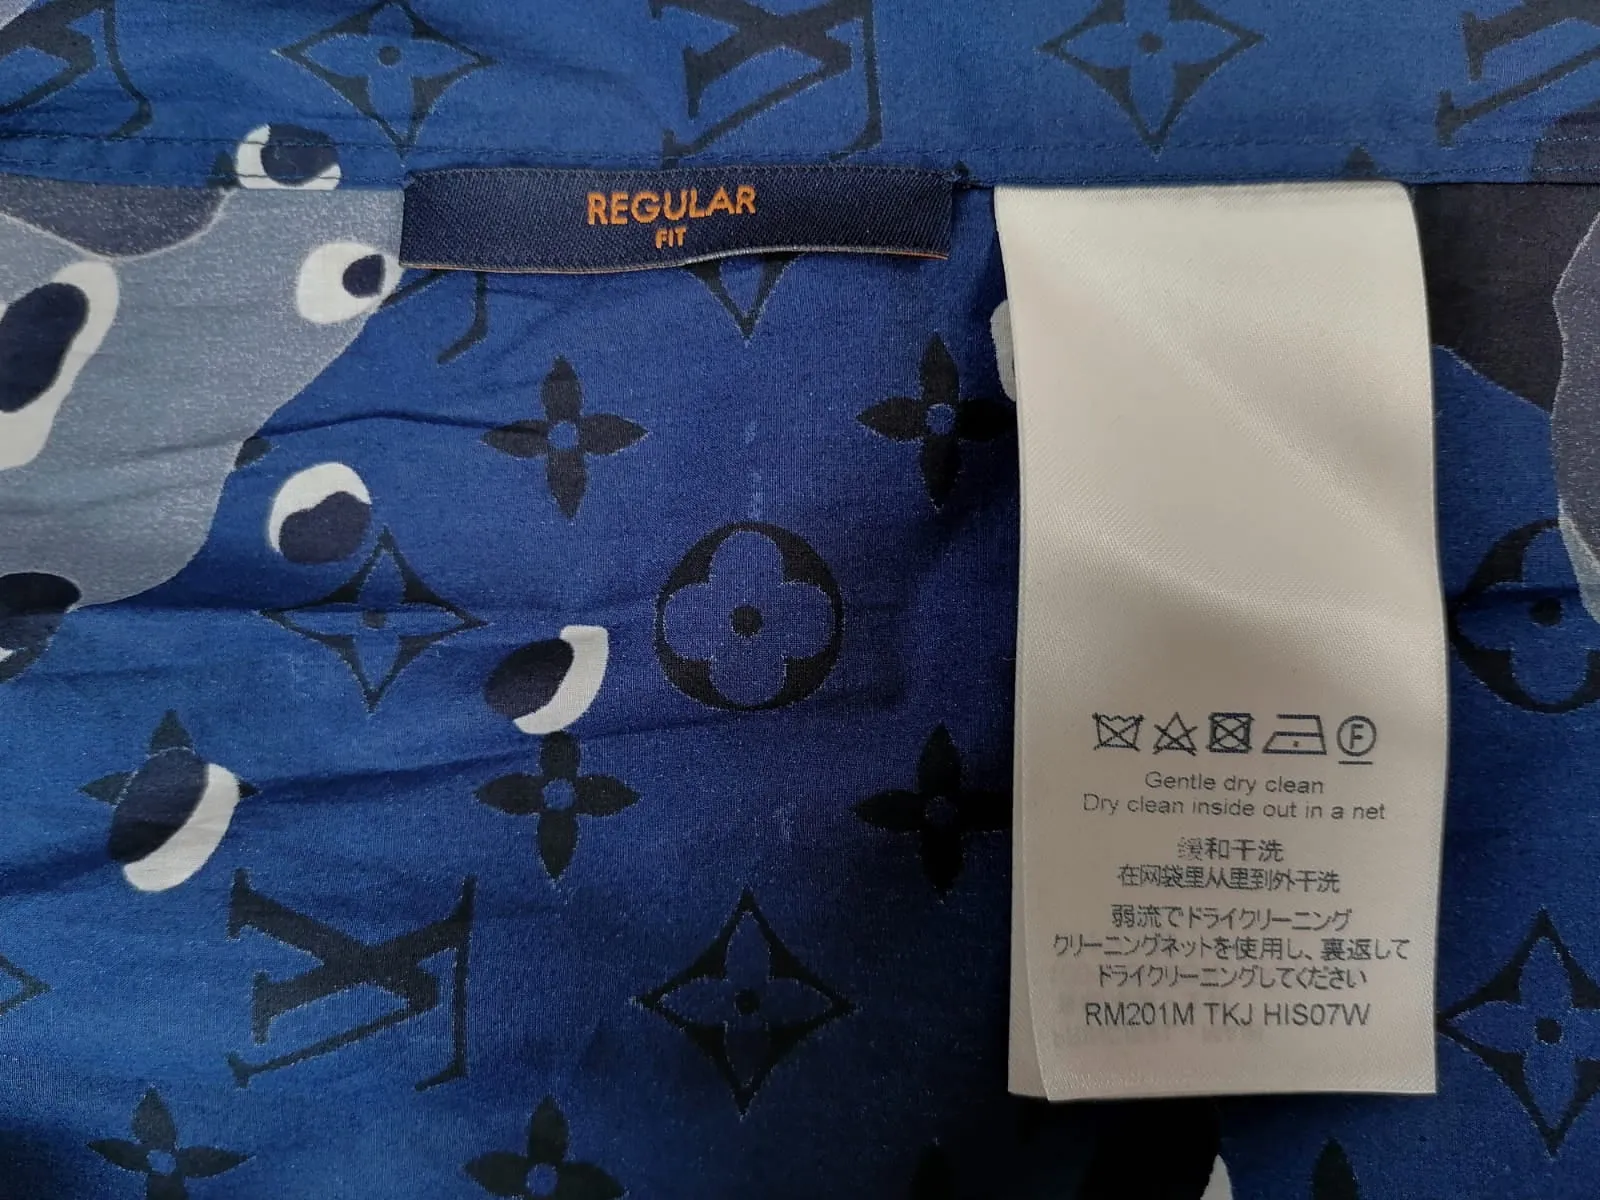 REGULAR
FIT
Gentle dry clean
Dry clean inside out in a net
缓和干洗
在网袋里从里到外干洗
弱流でドライクリーニング
クリーニングネットを使用し、裏返して
ドライクリーニングしてください
RM201M TKJ HIS07W